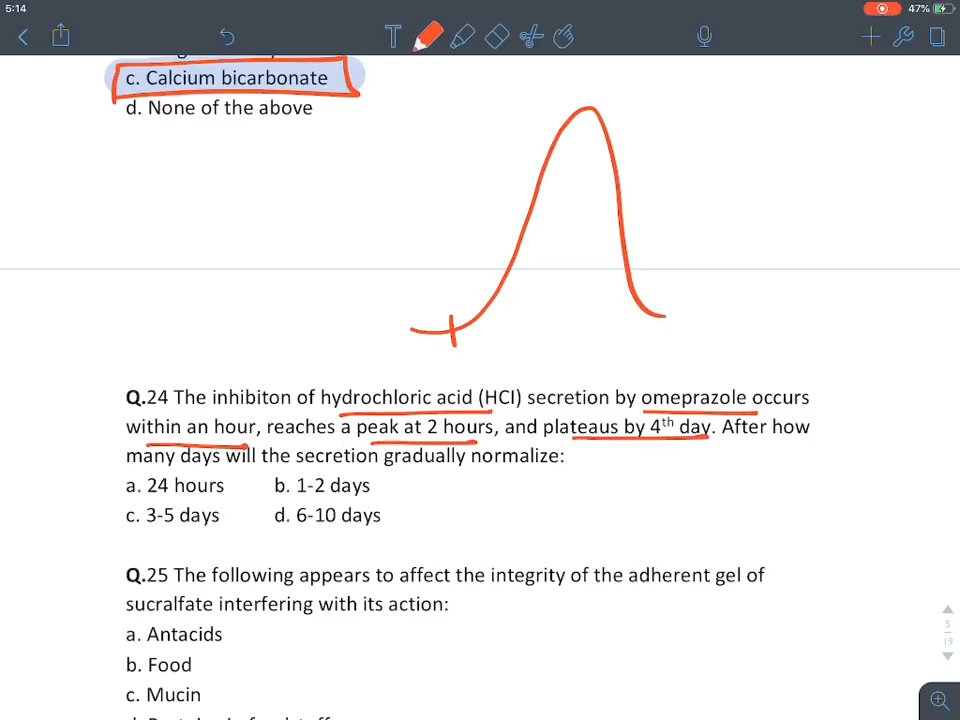 5:14
47%
T
c. Calcium bicarbonate
d. None of the above
Q.24 The inhibiton of hydrochloric acid (HCI) secretion by omeprazole occurs
within an hour, reaches a peak at 2 hours, and plateaus by 4th day. After how
many days will the secretion gradually normalize:
a. 24 hours b. 1-2 days
c. 3-5 days d. 6-10 days
Q.25 The following appears to affect the integrity of the adherent gel of
sucralfate interfering with its action:
a. Antacids
b. Food
c. Mucin
5
19